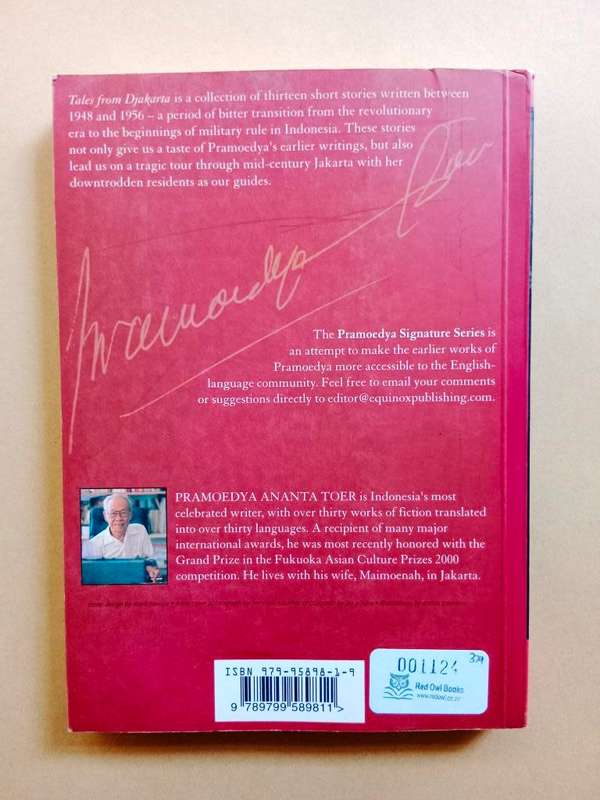 Tales from Djakarta is a collection of thirteen short stories written between
1948 and 1956 – a period of bitter transition from the revolutionary
era to the beginnings of military rule in Indonesia. These stories
not only give us a taste of Pramoedya's earlier writings, but also
lead us on a tragic tour through mid-century Jakarta with her
downtrodden residents as our guides.
Pramoedya Toer
The Pramoedya Signature Series is
an attempt to make the earlier works of
Pramoedya more accessible to the English-
language community. Feel free to email your comments
or suggestions directly to editor@equinoxpublishing.com.
PRAMOEDYA ANANTA TOER is Indonesia's most
celebrated writer, with over thirty works of fiction translated
into over thirty languages. A recipient of many major
international awards, he was most recently honored with the
Grand Prize in the Fukuoka Asian Culture Prizes 2000
competition. He lives with his wife, Maimoenah, in Jakarta.
ISBN 979-95898-1-9
9 789799 589811 >
001124
Red Owl Books